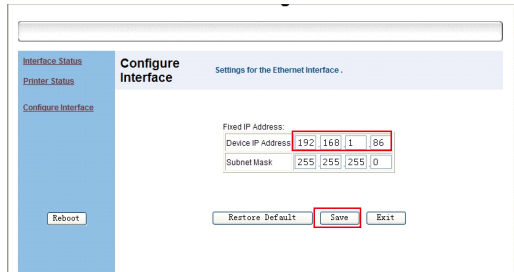 Interface Status
Printer Status
Configure Interface
Configure
Interface
Settings for the Ethernet Interface .
Fixed IP Address:
Device IP Address 192 .168 .1 .86
Subnet Mask 255 .255 .255 .0
Reboot
Restore Default Save Exit